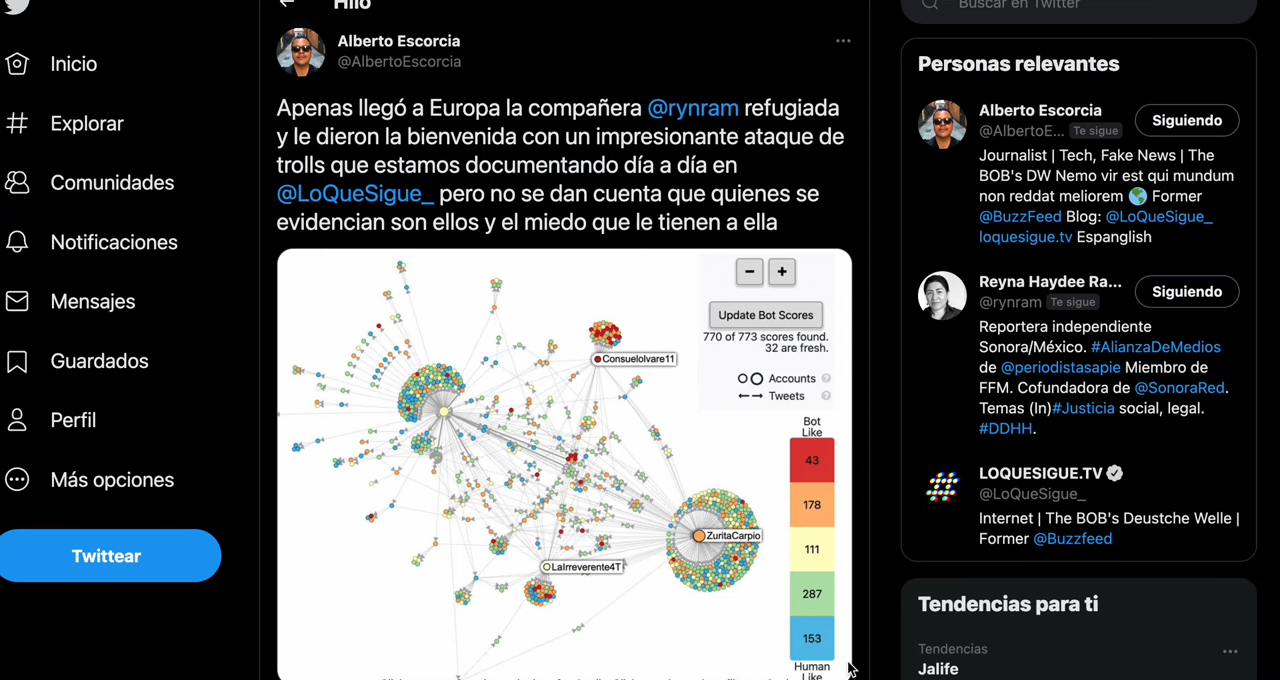 Hilo
Inicio
Explorar
Comunidades
Notificaciones
Mensajes
Guardados
Perfil
Más opciones
Twittear
Alberto Escorcia
@AlbertoEscorcia
Apenas llegó a Europa la compañera @rynram refugiada
y le dieron la bienvenida con un impresionante ataque de
trolls que estamos documentando día a día en
@LoQueSigue_ pero no se dan cuenta que quienes se
evidencian son ellos y el miedo que le tienen a ella
Update Bot Scores
770 of 773 scores found.
32 are fresh.
Accounts
Tweets
Bot
Like
43
178
111
287
153
Human
Like
Consuelolvare11
ZuritaCarpio
LaIrreverente4T
Buscar en Twitter
Personas relevantes
Alberto Escorcia
@AlbertoE... Te sigue
Siguiendo
Journalist | Tech, Fake News | The
BOB's DW Nemo vir est qui mundum
non reddat meliorem 🌎 Former
@BuzzFeed Blog: @LoQueSigue_
loquesigue.tv Espanglish
Reyna Haydee Ra...
@rynram Te sigue
Siguiendo
Reportera independiente
Sonora/México. #AlianzaDeMedios
de @periodistasapie Miembro de
FFM. Cofundadora de @SonoraRed.
Temas (In)#Justicia social, legal.
#DDHH.
LOQUESIGUE.TV
@LoQueSigue_
Internet | The BOB's Deustche Welle |
Former @Buzzfeed
Tendencias para ti
Tendencias
Jalife